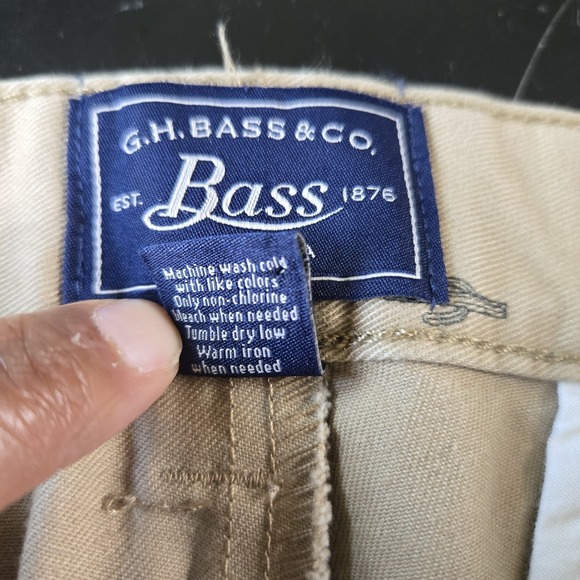 G.H. BASS & CO.
EST. Bass 1876
A
Machine wash cold
with like colors
Only non-chlorine
bleach when needed
Tumble dry low
Warm iron
when needed